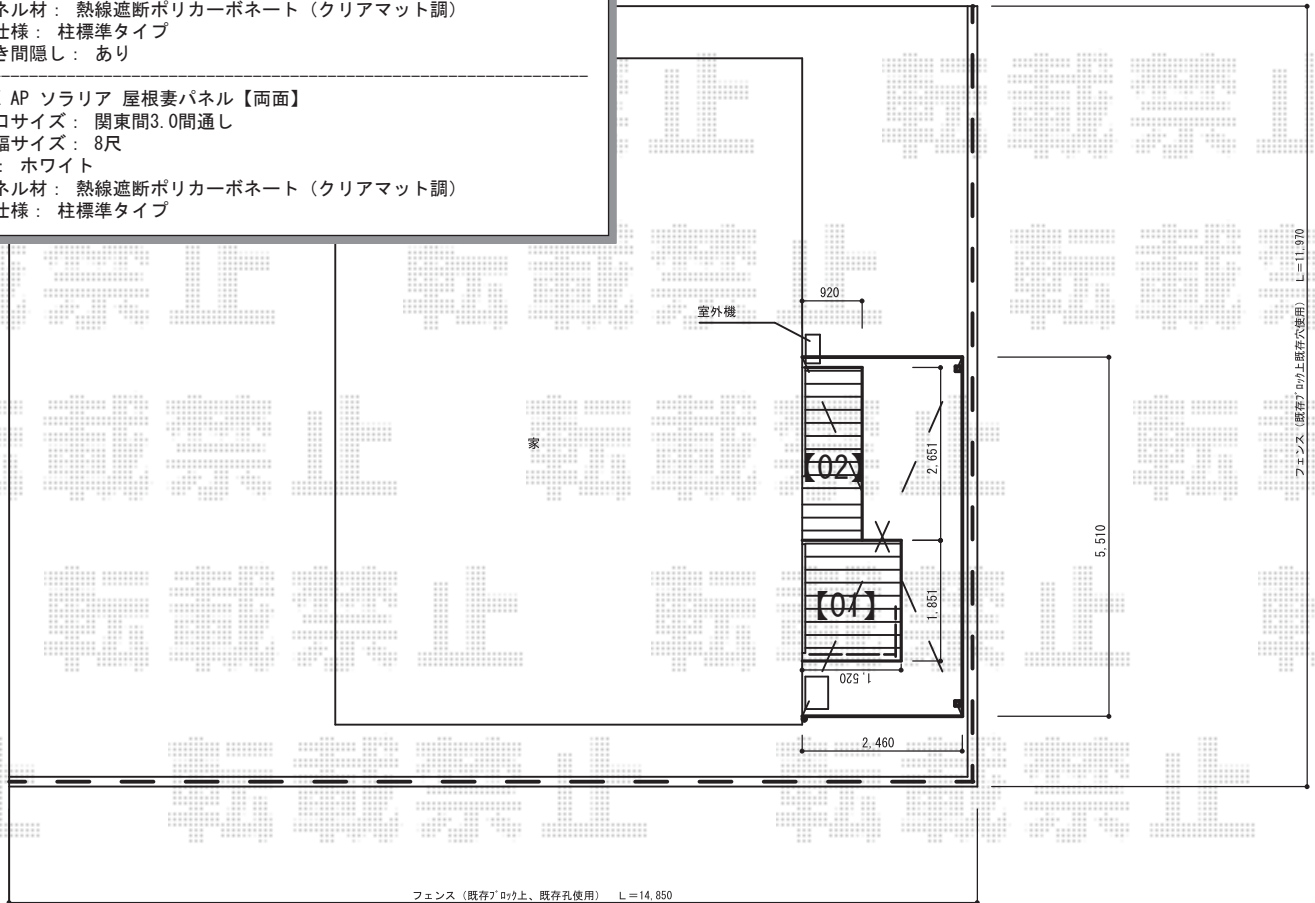 ネル材： 熱線遮断ポリカーボネート（クリアマット調）
仕様： 柱標準タイプ
き間隠し： あり
AP ソラリア 屋根妻パネル【両面】
口サイズ： 関東間3.0間通し
幅サイズ： 8尺
： ホワイト
ネル材： 熱線遮断ポリカーボネート（クリアマット調）
仕様： 柱標準タイプ
転載禁止
920
室外機
家
【02】
2,651
【01】
1,851
1,520
2,460
5,510
フェンス（既存ブロック上既存穴使用） L=11,970
フェンス（既存ブロック上、既存孔使用） L=14,850